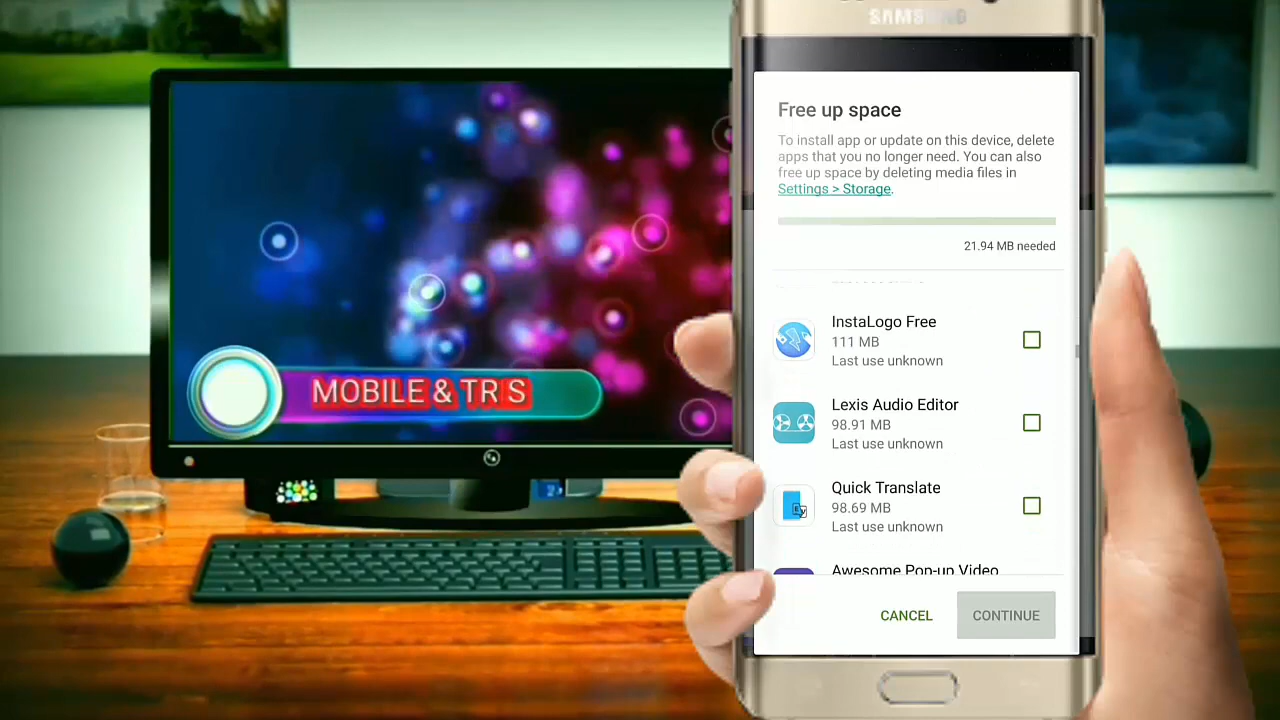 SAMSUNG
Free up space
To install app or update on this device, delete
apps that you no longer need. You can also
free up space by deleting media files in
Settings > Storage.
21.94 MB needed
InstaLogo Free
111 MB
Last use unknown
Lexis Audio Editor
98.91 MB
Last use unknown
Quick Translate
98.69 MB
Last use unknown
Awesome Pop-up Video
CANCEL
CONTINUE
MOBILE & TR S